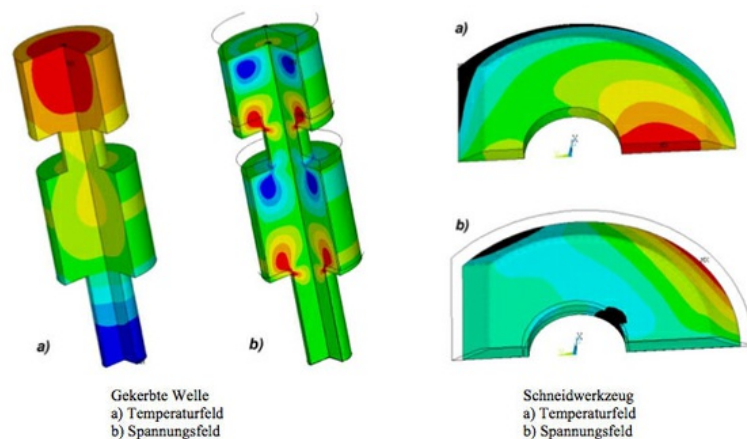 a)
b)
a)
b)
Gekerbte Welle
a) Temperaturfeld
b) Spannungsfeld
Schneidwerkzeug
a) Temperaturfeld
b) Spannungsfeld